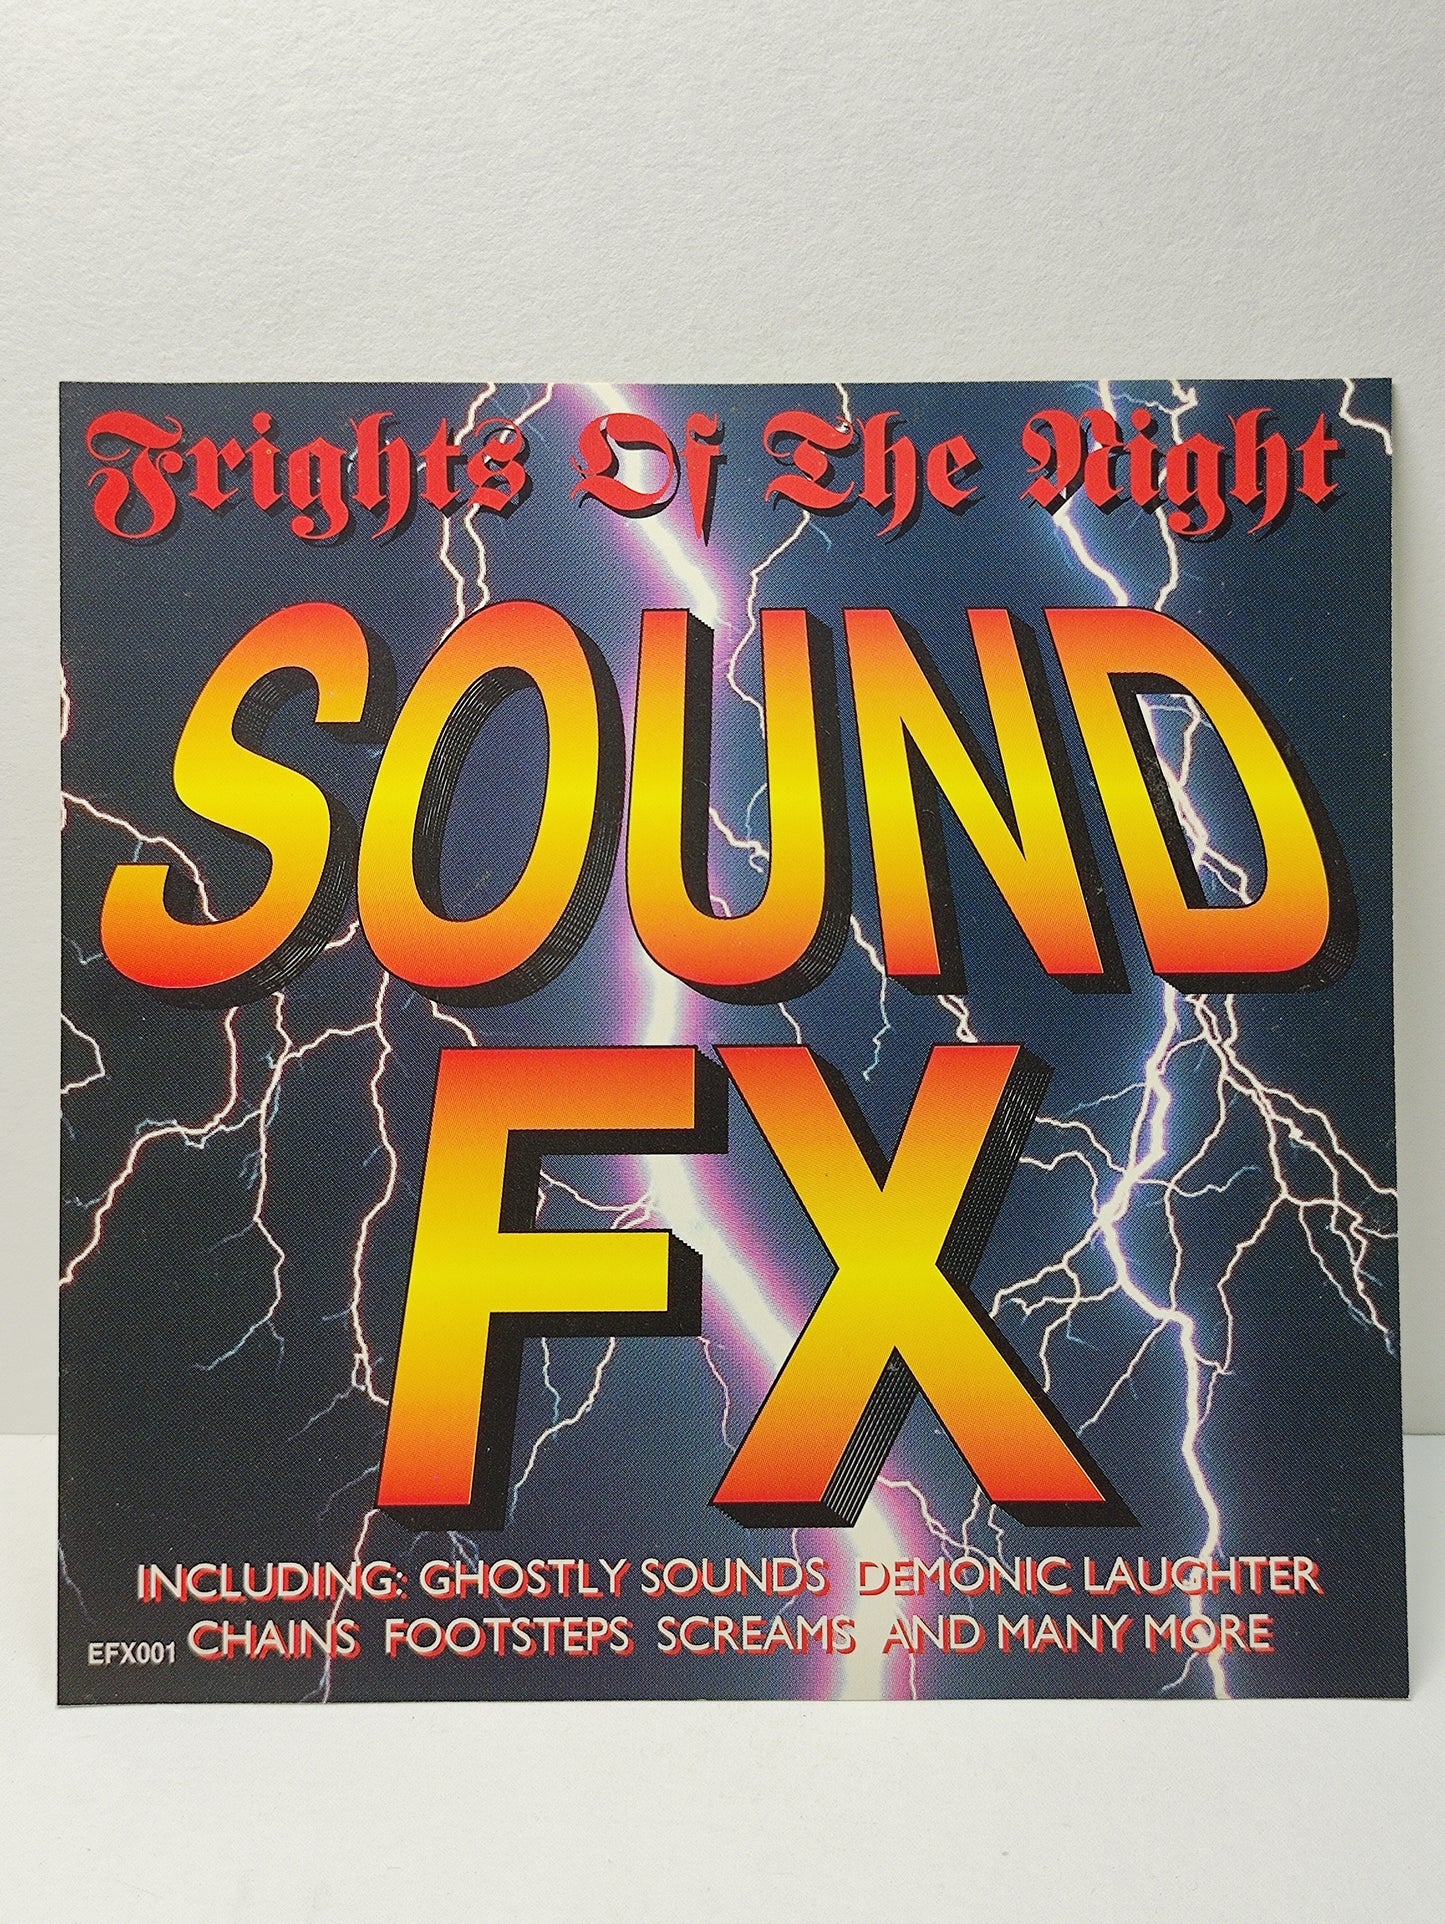 Frights Of The Night
SOUND
FX
INCLUDING: GHOSTLY SOUNDS DEMONIC LAUGHTER
CHAINS FOOTSTEPS SCREAMS AND MANY MORE
EFX001